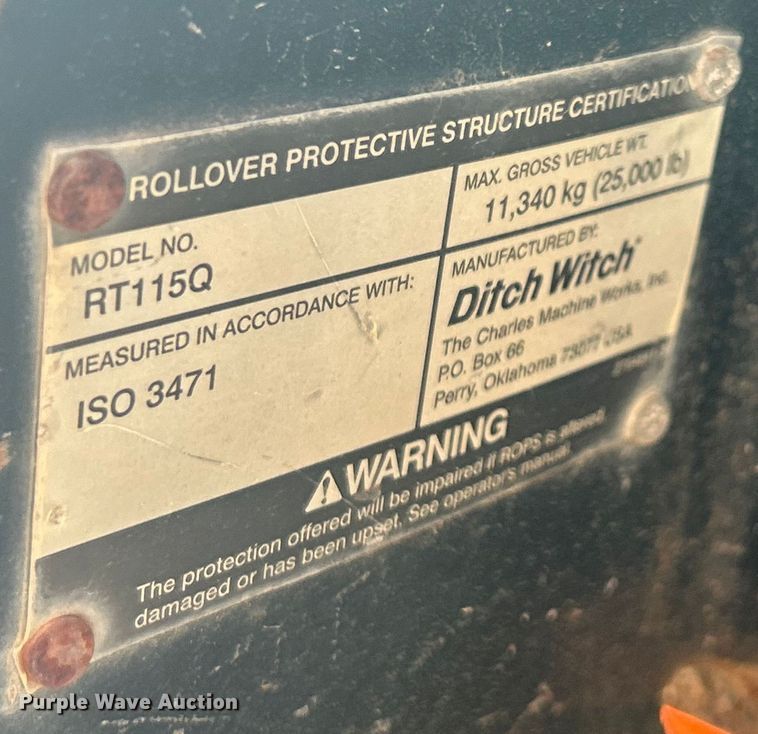 ROLLOVER PROTECTIVE STRUCTURE CERTIFICATION
MODEL NO.
RT115Q
MAX. GROSS VEHICLE WT.
11,340 kg (25,000 lb)
MEASURED IN ACCORDANCE WITH:
ISO 3471
MANUFACTURED BY:
Ditch Witch®
The Charles Machine Works, Inc.
P.O. Box 66
Perry, Oklahoma 73077 USA
WARNING
The protection offered will be impaired if ROPS is altered,
damaged or has been upset. See operator's manual.
Purple Wave Auction